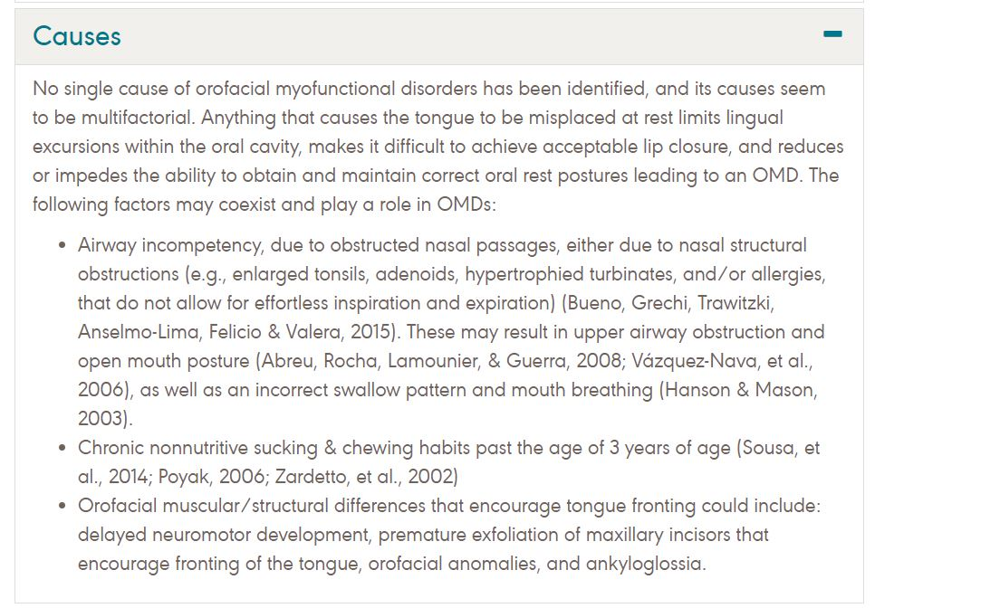 Causes
No single cause of orofacial myofunctional disorders has been identified, and its causes seem
to be multifactorial. Anything that causes the tongue to be misplaced at rest limits lingual
excursions within the oral cavity, makes it difficult to achieve acceptable lip closure, and reduces
or impedes the ability to obtain and maintain correct oral rest postures leading to an OMD. The
following factors may coexist and play a role in OMDs:
• Airway incompetency, due to obstructed nasal passages, either due to nasal structural
obstructions (e.g., enlarged tonsils, adenoids, hypertrophied turbinates, and/or allergies,
that do not allow for effortless inspiration and expiration) (Bueno, Grechi, Trawitzki,
Anselmo-Lima, Felicio & Valera, 2015). These may result in upper airway obstruction and
open mouth posture (Abreu, Rocha, Lamounier, & Guerra, 2008; Vázquez-Nava, et al.,
2006), as well as an incorrect swallow pattern and mouth breathing (Hanson & Mason,
2003).
• Chronic nonnutritive sucking & chewing habits past the age of 3 years of age (Sousa, et
al., 2014; Poyak, 2006; Zardetto, et al., 2002)
• Orofacial muscular/structural differences that encourage tongue fronting could include:
delayed neuromotor development, premature exfoliation of maxillary incisors that
encourage fronting of the tongue, orofacial anomalies, and ankyloglossia.